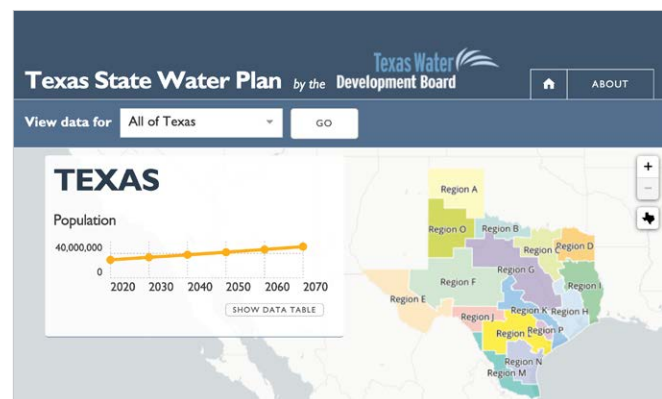 Texas State Water Plan by the Texas Water Development Board
ABOUT
View data for All of Texas GO
TEXAS
Population
40,000,000
0
2020 2030 2040 2050 2060 2070
SHOW DATA TABLE
+
−
Region A
Region O
Region B
Region C
Region D
Region G
Region F
Region I
Region E
Region J
Region K
Region H
Region L
Region P
Region N
Region M